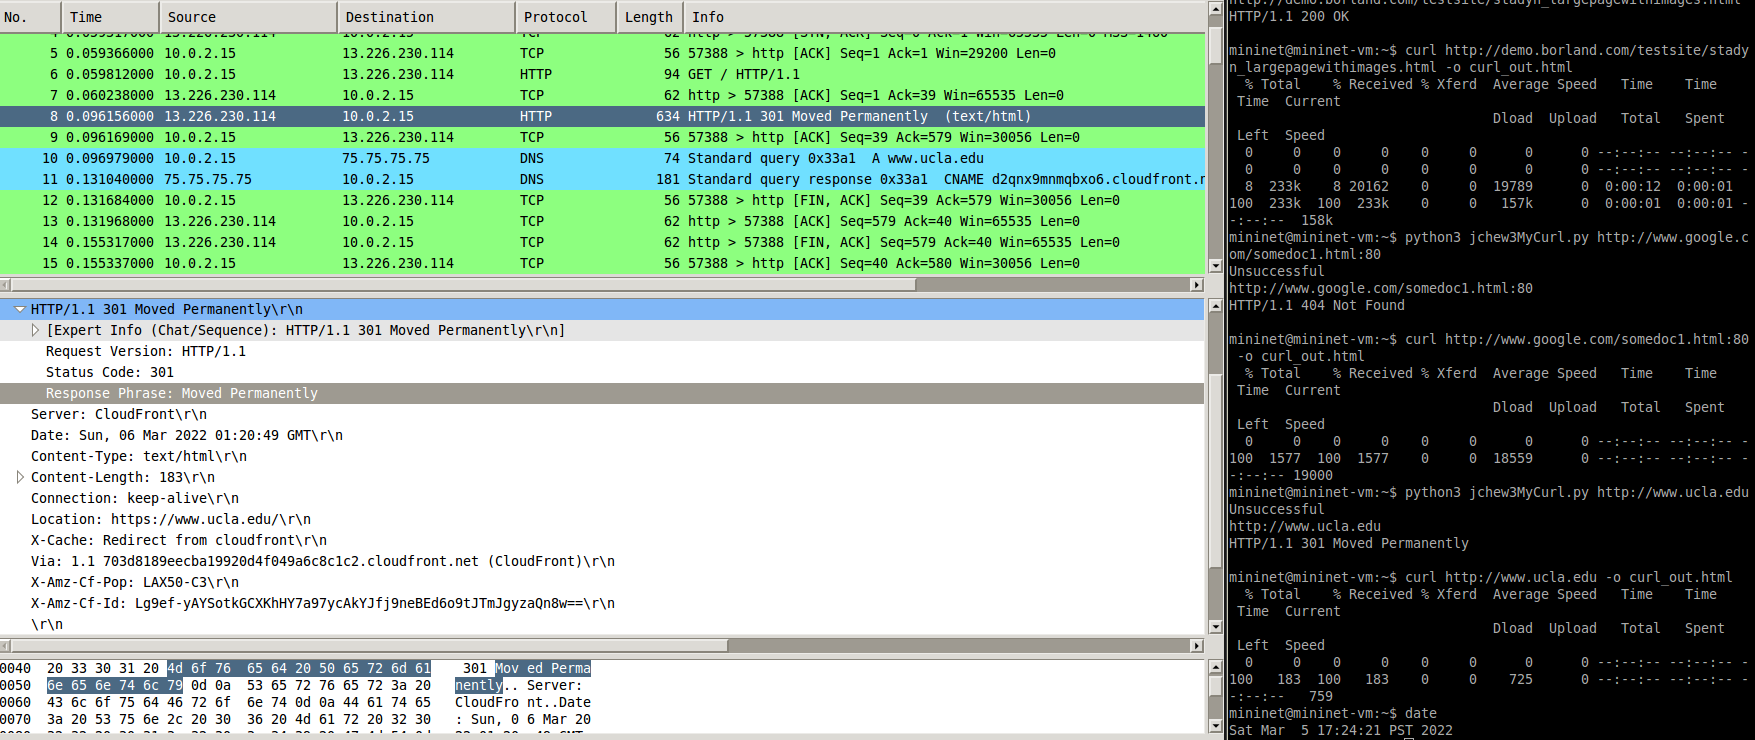 No. Time Source Destination Protocol Length Info
5 0.059366000 10.0.2.15 13.226.230.114 TCP 56 57388 > http [ACK] Seq=1 Ack=1 Win=29200 Len=0
6 0.059812000 10.0.2.15 13.226.230.114 HTTP 94 GET / HTTP/1.1
7 0.060238000 13.226.230.114 10.0.2.15 TCP 62 http > 57388 [ACK] Seq=1 Ack=39 Win=65535 Len=0
8 0.096156000 13.226.230.114 10.0.2.15 HTTP 634 HTTP/1.1 301 Moved Permanently (text/html)
9 0.096169000 10.0.2.15 13.226.230.114 TCP 56 57388 > http [ACK] Seq=39 Ack=579 Win=30056 Len=0
10 0.096979000 10.0.2.15 75.75.75.75 DNS 74 Standard query 0x33a1 A www.ucla.edu
11 0.131040000 75.75.75.75 10.0.2.15 DNS 181 Standard query response 0x33a1 CNAME d2qnx9mnmqbxo6.cloudfront.r
12 0.131684000 10.0.2.15 13.226.230.114 TCP 56 57388 > http [FIN, ACK] Seq=39 Ack=579 Win=30056 Len=0
13 0.131968000 13.226.230.114 10.0.2.15 TCP 62 http > 57388 [ACK] Seq=579 Ack=40 Win=65535 Len=0
14 0.155317000 13.226.230.114 10.0.2.15 TCP 62 http > 57388 [FIN, ACK] Seq=579 Ack=40 Win=65535 Len=0
15 0.155337000 10.0.2.15 13.226.230.114 TCP 56 57388 > http [ACK] Seq=40 Ack=580 Win=30056 Len=0
HTTP/1.1 301 Moved Permanently\r\n
[Expert Info (Chat/Sequence): HTTP/1.1 301 Moved Permanently\r\n]
Request Version: HTTP/1.1
Status Code: 301
Response Phrase: Moved Permanently
Server: CloudFront\r\n
Date: Sun, 06 Mar 2022 01:20:49 GMT\r\n
Content-Type: text/html\r\n
Content-Length: 183\r\n
Connection: keep-alive\r\n
Location: https://www.ucla.edu/\r\n
X-Cache: Redirect from cloudfront\r\n
Via: 1.1 703d8189eecba19920d4f049a6c8c1c2.cloudfront.net (CloudFront)\r\n
X-Amz-Cf-Pop: LAX50-C3\r\n
X-Amz-Cf-Id: Lg9ef-yAYSotkGCXKhHY7a97ycAkYJfj9neBEd6o9tJTmJgyzaQn8w==\r\n
\r\n
0040 20 33 30 31 20 4d 6f 76 65 64 20 50 65 72 6d 61 301 Mov ed Perma
0050 6e 65 6e 74 6c 79 0d 0a 53 65 72 76 65 72 3a 20 nently.. Server:
0060 43 6c 6f 75 64 46 72 6f 6e 74 0d 0a 44 61 74 65 CloudFro nt..Date
0070 3a 20 53 75 6e 2c 20 30 36 20 4d 61 72 20 32 30 : Sun, 0 6 Mar 20
http://demo.borland.com/testsite/stadyn_largepagewithimages.html
HTTP/1.1 200 OK
mininet@mininet-vm:~$ curl http://demo.borland.com/testsite/stady
n_largepagewithimages.html -o curl_out.html
% Total % Received % Xferd Average Speed Time Time
Time Current
Dload Upload Total Spent
Left Speed
0 0 0 0 0 0 0 0 --:--:-- --:--:-- -
0 0 0 0 0 0 0 0 --:--:-- --:--:-- -
8 233k 8 20162 0 0 19789 0 0:00:12 0:00:01
100 233k 100 233k 0 0 157k 0 0:00:01 0:00:01 -
-:--:-- 158k
mininet@mininet-vm:~$ python3 jchew3MyCurl.py http://www.google.c
om/somedoc1.html:80
Unsuccessful
http://www.google.com/somedoc1.html:80
HTTP/1.1 404 Not Found
mininet@mininet-vm:~$ curl http://www.google.com/somedoc1.html:80
-o curl_out.html
% Total % Received % Xferd Average Speed Time Time
Time Current
Dload Upload Total Spent
Left Speed
0 0 0 0 0 0 0 0 --:--:-- --:--:-- -
100 1577 100 1577 0 0 18559 0 --:--:-- --:--:-- -
-:--:-- 19000
mininet@mininet-vm:~$ python3 jchew3MyCurl.py http://www.ucla.edu
Unsuccessful
http://www.ucla.edu
HTTP/1.1 301 Moved Permanently
mininet@mininet-vm:~$ curl http://www.ucla.edu -o curl_out.html
% Total % Received % Xferd Average Speed Time Time
Time Current
Dload Upload Total Spent
Left Speed
0 0 0 0 0 0 0 0 --:--:-- --:--:-- -
100 183 100 183 0 0 725 0 --:--:-- --:--:-- -
-:--:-- 759
mininet@mininet-vm:~$ date
Sat Mar 5 17:24:21 PST 2022